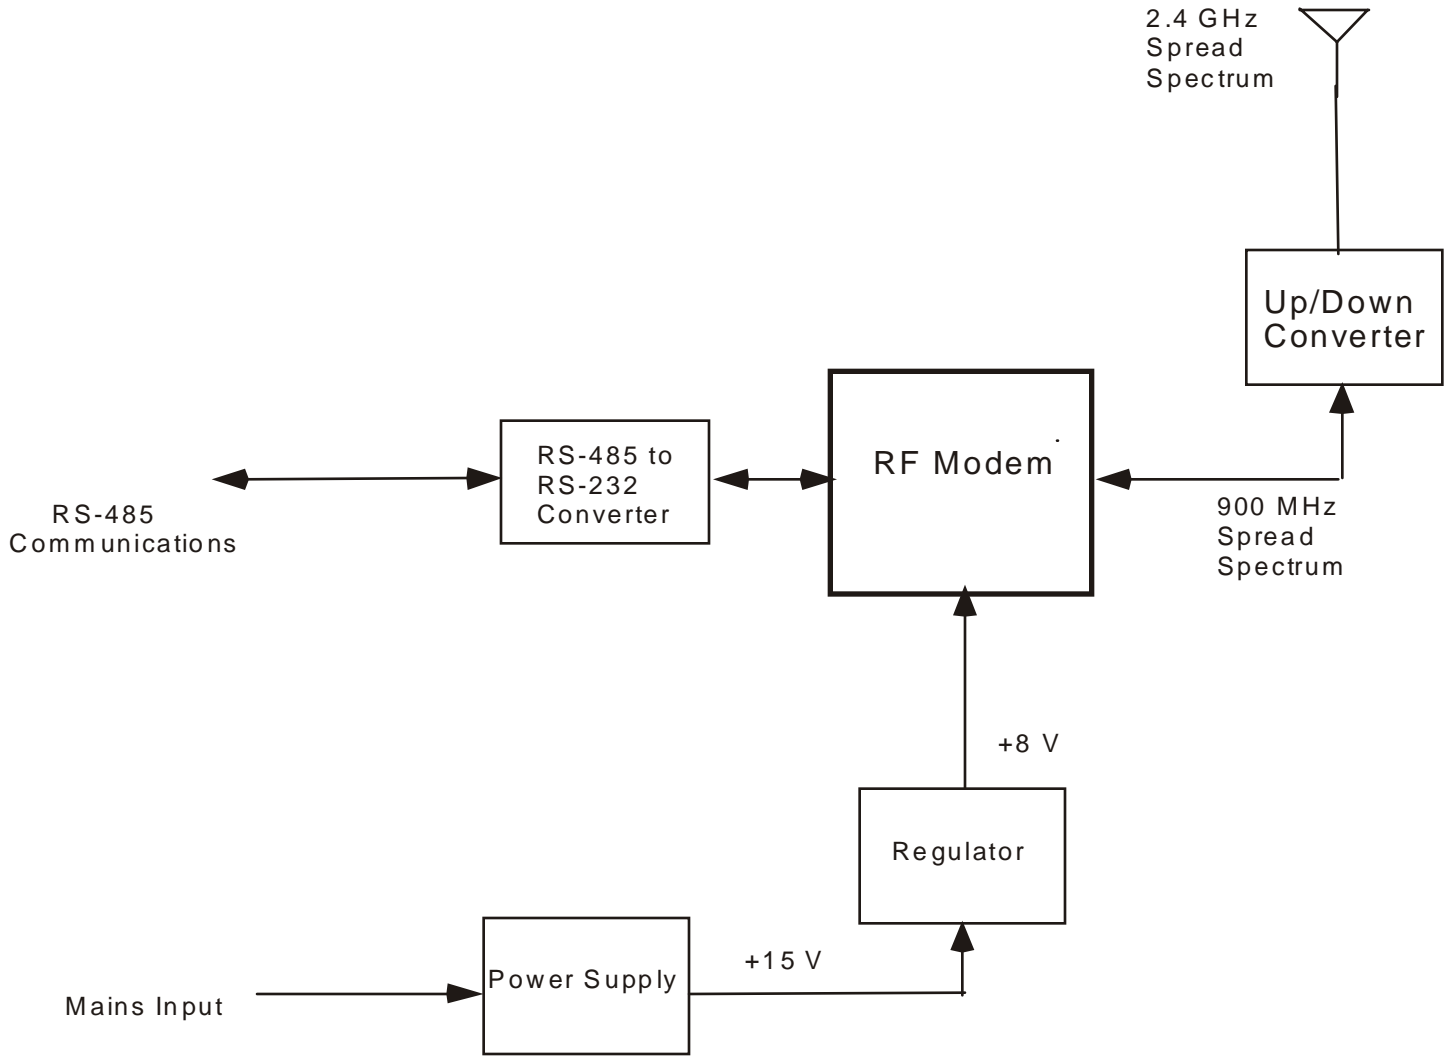 2.4 GHz
Spread
Spectrum
Up/Down
Converter
RS-485 to
RS-232
Converter
RF Modem
RS-485
Communications
900 MHz
Spread
Spectrum
+8 V
Regulator
+15 V
Power Supply
Mains Input